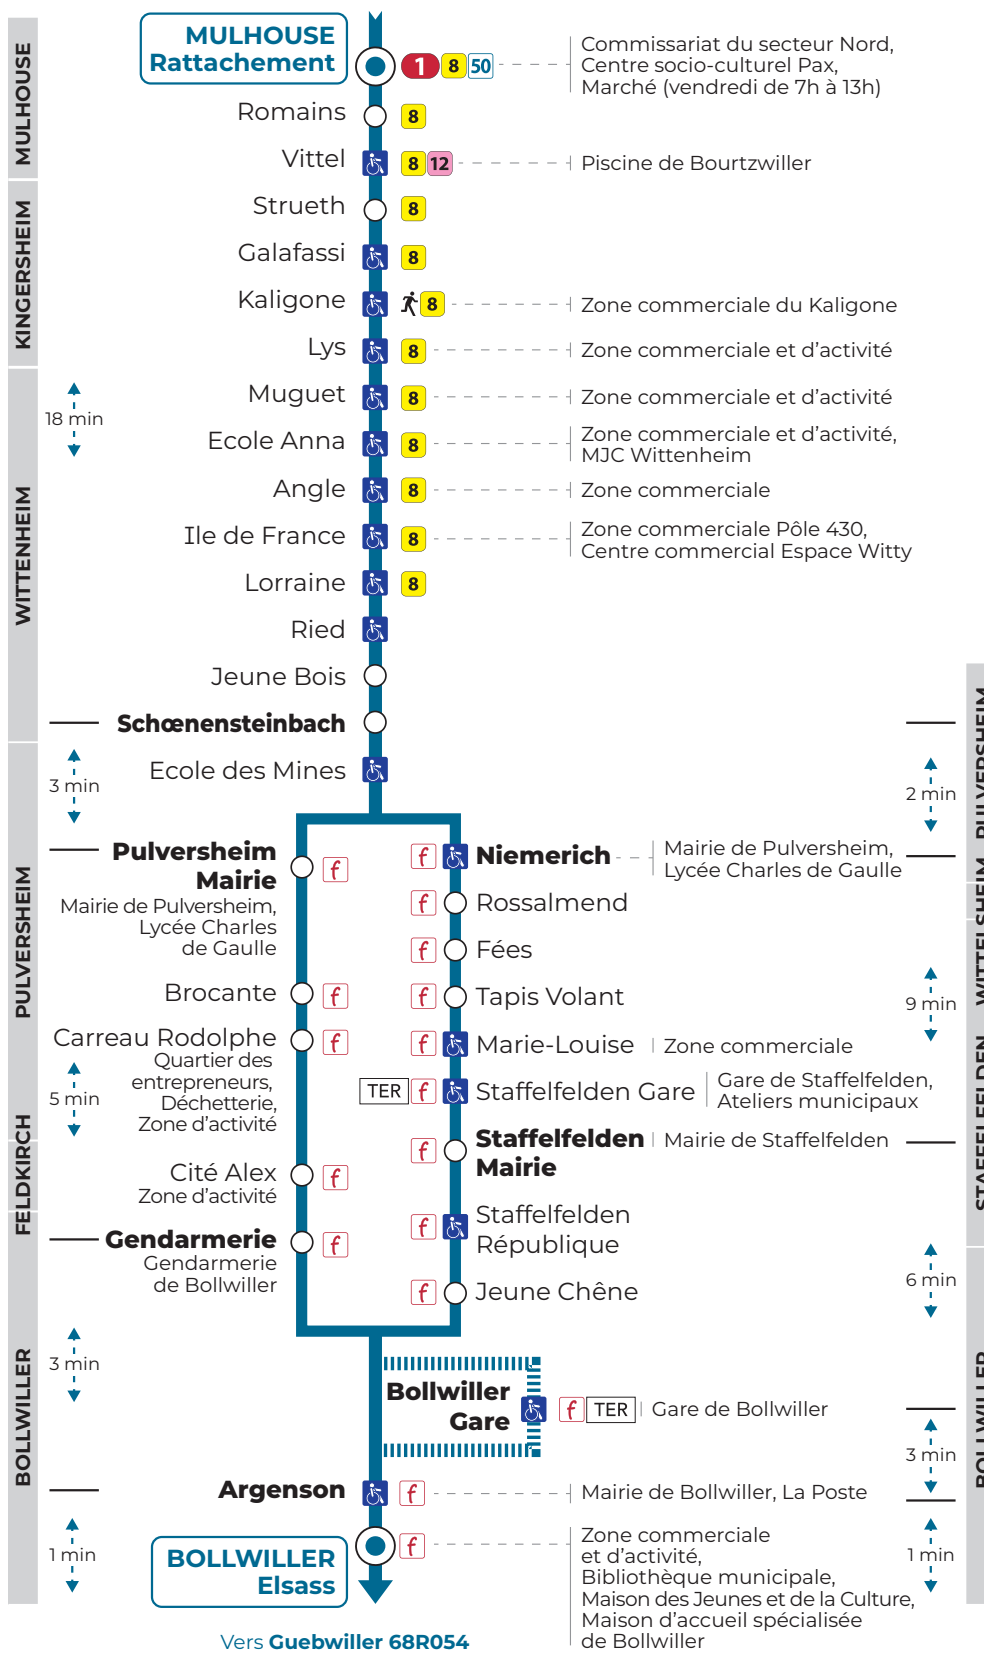 MULHOUSE
Rattachement
1 8 50
Commissariat du secteur Nord,
Centre socio-culturel Pax,
Marché (vendredi de 7h à 13h)
MULHOUSE
Romains
8
Vittel
8 12
Piscine de Bourtzwiller
KINGERSHEIM
Strueth
8
Galafassi
8
Kaligone
8
Zone commerciale du Kaligone
Lys
8
Zone commerciale et d'activité
WITTENHEIM
18 min
Muguet
8
Zone commerciale et d'activité
Ecole Anna
8
Zone commerciale et d'activité,
MJC Wittenheim
Angle
8
Zone commerciale
Ile de France
8
Zone commerciale Pôle 430,
Centre commercial Espace Witty
Lorraine
8
Ried
Jeune Bois
Schœnensteinbach
PULVERSHEIM
3 min
Ecole des Mines
2 min
PULVERSHEIM
Pulversheim
Mairie
f
Mairie de Pulversheim,
Lycée Charles
de Gaulle
Brocante
f
Carreau Rodolphe
f
Quartier des
entrepreneurs,
Déchetterie,
Zone d'activité
5 min
FELDKIRCH
Cité Alex
f
Zone d'activité
Gendarmerie
f
Gendarmerie
de Bollwiller
BOLLWILLER
3 min
f
Niemerich
Mairie de Pulversheim,
Lycée Charles de Gaulle
WITTELSHEIM
f
Rossalmend
f
Fées
f
Tapis Volant
9 min
f
Marie-Louise
Zone commerciale
STAFFELFELDEN
TER f
Staffelfelden Gare
Gare de Staffelfelden,
Ateliers municipaux
f
Staffelfelden
Mairie
Mairie de Staffelfelden
f
Staffelfelden
République
6 min
f
Jeune Chêne
BOLLWILLER
Bollwiller
Gare
f TER
Gare de Bollwiller
3 min
Argenson
f
Mairie de Bollwiller, La Poste
1 min
BOLLWILLER
Elsass
f
Zone commerciale
et d'activité,
Bibliothèque municipale,
Maison des Jeunes et de la Culture,
Maison d'accueil spécialisée
de Bollwiller
1 min
Vers Guebwiller 68R054